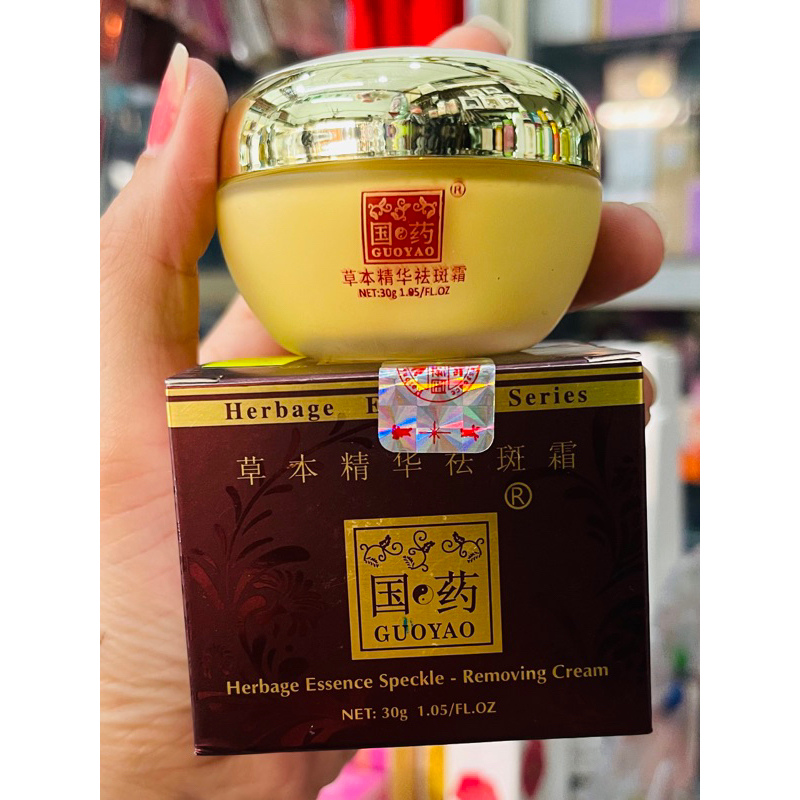 国药
®
GUOYAO
草本精华祛斑霜
NET:30g 1.05/FL.OZ
Herbage E Series
草本精华祛斑霜
®
国药
GUOYAO
Herbage Essence Speckle - Removing Cream
NET: 30g 1.05/FL.OZ